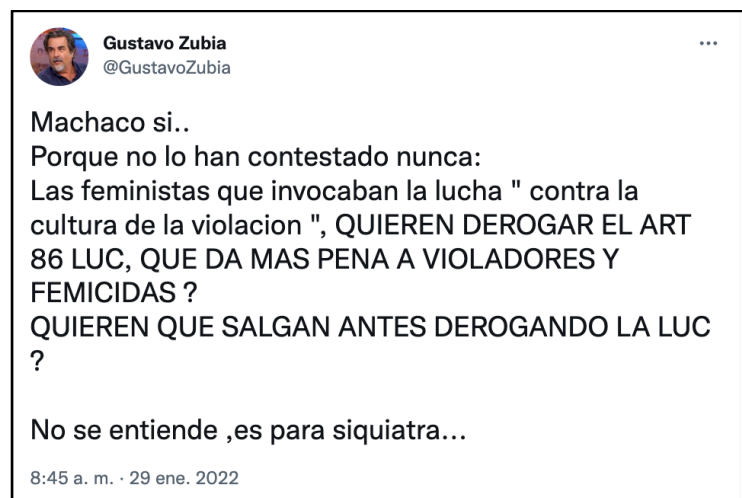 Gustavo Zubia
@GustavoZubia
Machaco si..
Porque no lo han contestado nunca:
Las feministas que invocaban la lucha " contra la
cultura de la violacion ", QUIEREN DEROGAR EL ART
86 LUC, QUE DA MAS PENA A VIOLADORES Y
FEMICIDAS ?
QUIEREN QUE SALGAN ANTES DEROGANDO LA LUC
?
No se entiende ,es para siquiatra...
8:45 a. m. · 29 ene. 2022